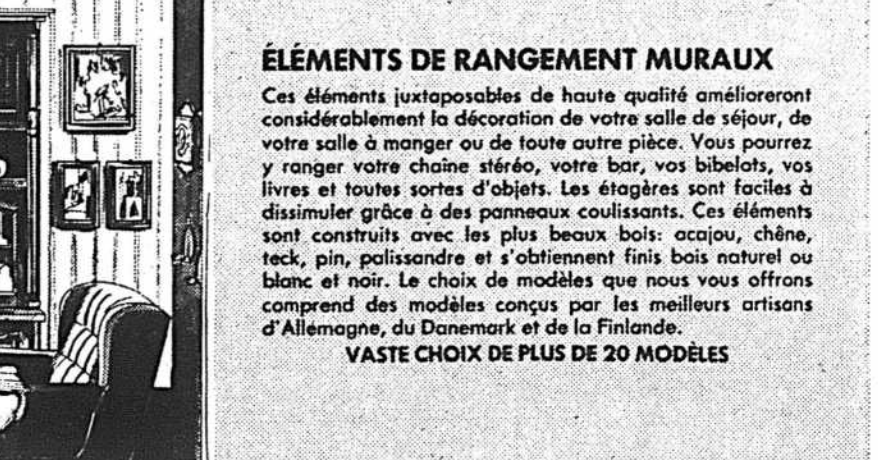 ÉLÉMENTS DE RANGEMENT MURAUX
Ces éléments juxtaposables de haute qualité amélioreront
considérablement la décoration de votre salle de séjour, de
votre salle à manger ou de toute autre pièce. Vous pourrez
y ranger votre chaîne stéréo, votre bar, vos bibelots, vos
livres et toutes sortes d'objets. Les étagères sont faciles à
dissimuler grâce à des panneaux coulissants. Ces éléments
sont construits avec les plus beaux bois: acajou, chêne,
teck, pin, palissandre et s'obtiennent finis bois naturel ou
blanc et noir. Le choix de modèles que nous vous offrons
comprend des modèles conçus par les meilleurs artisans
d'Allemagne, du Danemark et de la Finlande.
VASTE CHOIX DE PLUS DE 20 MODÈLES